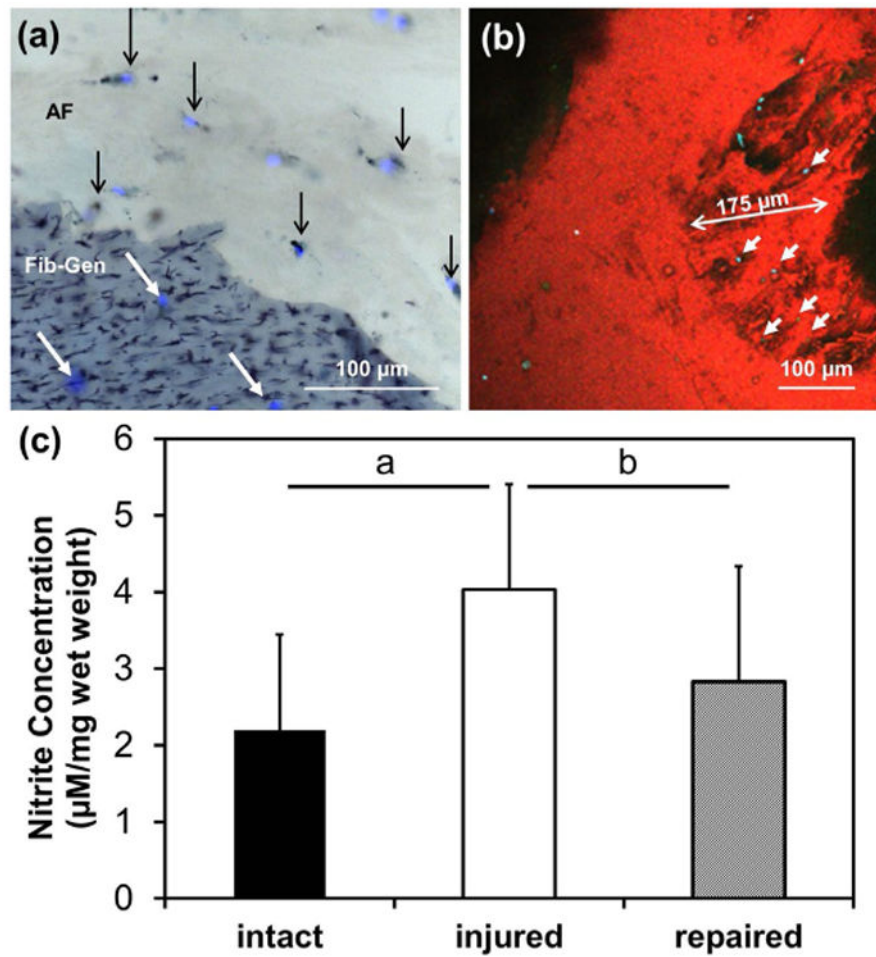 (a)
AF
Fib-Gen
100 µm
(b)
175 µm
100 µm
(c)
Nitrite Concentration
(µM/mg wet weight)
6
5
4
3
2
1
0
a
b
intact
injured
repaired